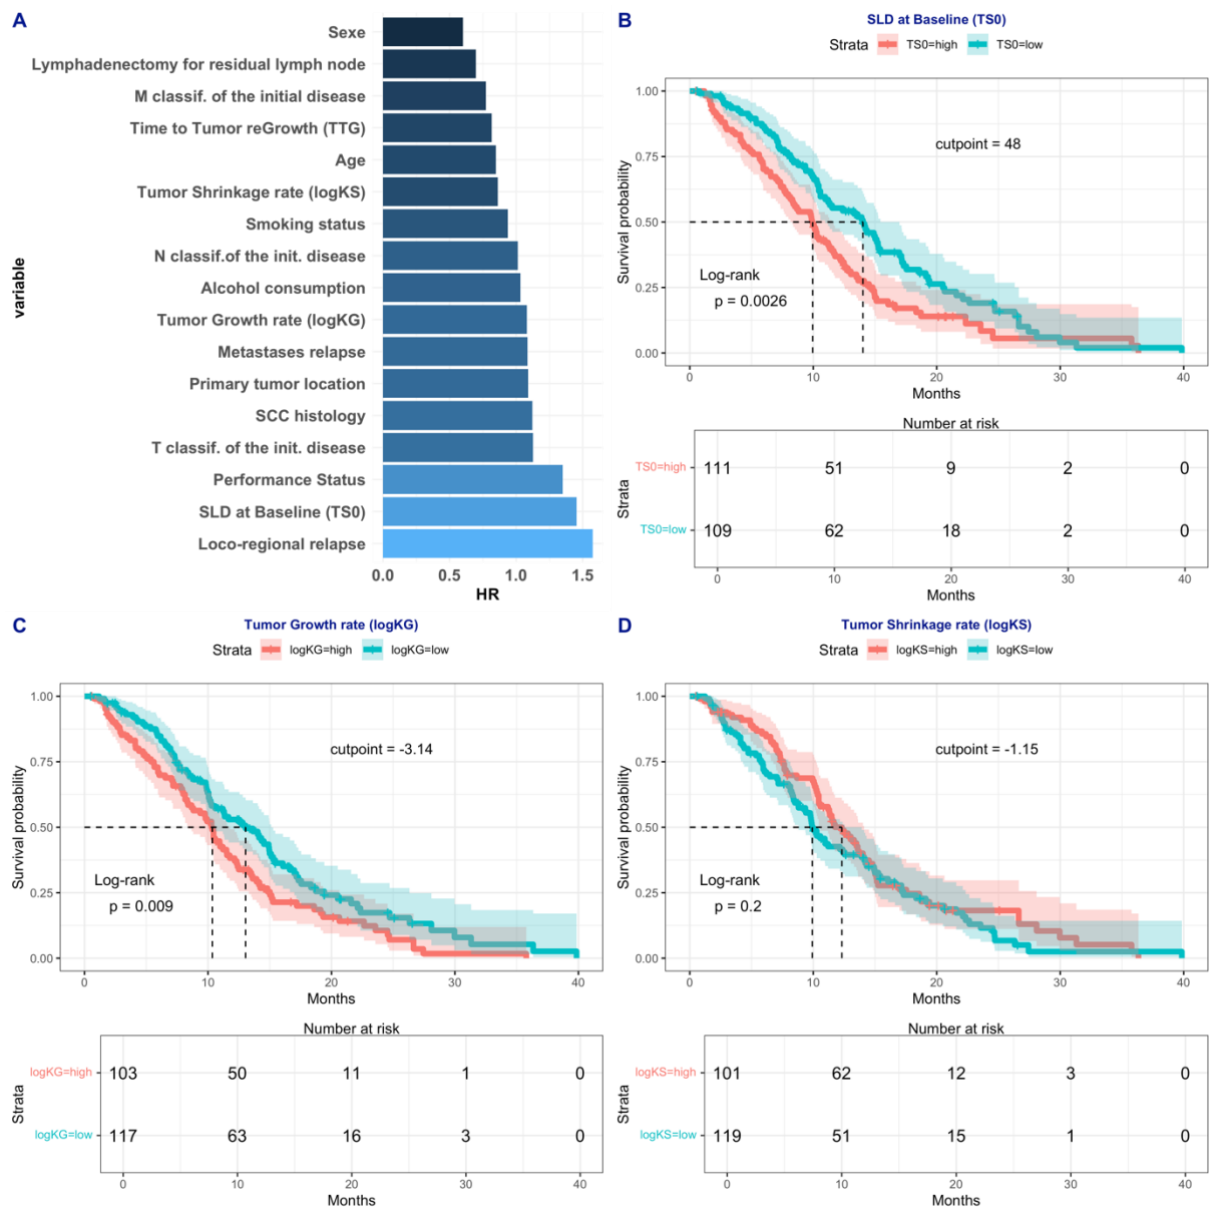 A
Sexe
Lymphadenectomy for residual lymph node
M classif. of the initial disease
Time to Tumor reGrowth (TTG)
Age
Tumor Shrinkage rate (logKS)
Smoking status
N classif.of the init. disease
Alcohol consumption
Tumor Growth rate (logKG)
Metastases relapse
Primary tumor location
SCC histology
T classif. of the init. disease
Performance Status
SLD at Baseline (TS0)
Loco-regional relapse
variable
0.0 0.5 1.0 1.5
HR
B
SLD at Baseline (TS0)
Strata TS0=high TS0=low
1.00
0.75
0.50
0.25
0.00
Survival probability
cutpoint = 48
Log-rank
p = 0.0026
0 10 20 30 40
Months
Number at risk
Strata
TS0=high 111 51 9 2 0
TS0=low 109 62 18 2 0
0 10 20 30 40
Months
C
Tumor Growth rate (logKG)
Strata logKG=high logKG=low
1.00
0.75
0.50
0.25
0.00
Survival probability
cutpoint = -3.14
Log-rank
p = 0.009
0 10 20 30 40
Months
Number at risk
Strata
logKG=high 103 50 11 1 0
logKG=low 117 63 16 3 0
0 10 20 30 40
Months
D
Tumor Shrinkage rate (logKS)
Strata logKS=high logKS=low
1.00
0.75
0.50
0.25
0.00
Survival probability
cutpoint = -1.15
Log-rank
p = 0.2
0 10 20 30 40
Months
Number at risk
Strata
logKS=high 101 62 12 3 0
logKS=low 119 51 15 1 0
0 10 20 30 40
Months